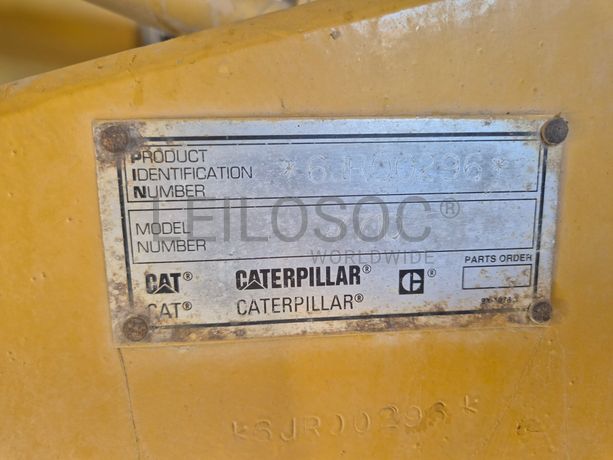 PRODUCT
IDENTIFICATION
NUMBER
*6JR00296*
LEILOSOC®
WORLDWIDE
MODEL
NUMBER
PARTS ORDER
CAT® CATERPILLAR® C®
CAT® CATERPILLAR®
*6JR00296*